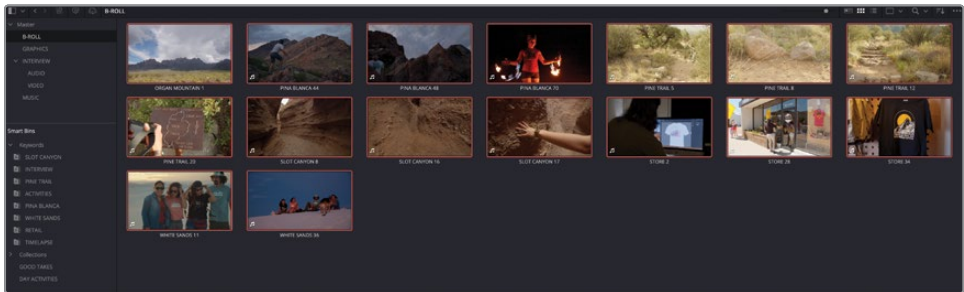 B-ROLL
Master
B-ROLL
GRAPHICS
INTERVIEW
AUDIO
VIDEO
MUSIC
Smart Bins
Keywords
SLOT CANYON
INTERVIEW
PINE TRAIL
ACTIVITIES
PINA BLANCA
WHITE SANDS
RETAIL
TIMELAPSE
Collections
GOOD TAKES
DAY ACTIVITIES
ORGAN MOUNTAIN 1
PINA BLANCA 44
PINA BLANCA 48
PINA BLANCA 70
PINE TRAIL 5
PINE TRAIL 8
PINE TRAIL 12
PINE TRAIL 20
SLOT CANYON 8
SLOT CANYON 16
SLOT CANYON 17
STORE 2
STORE 28
STORE 34
WHITE SANDS 11
WHITE SANDS 36